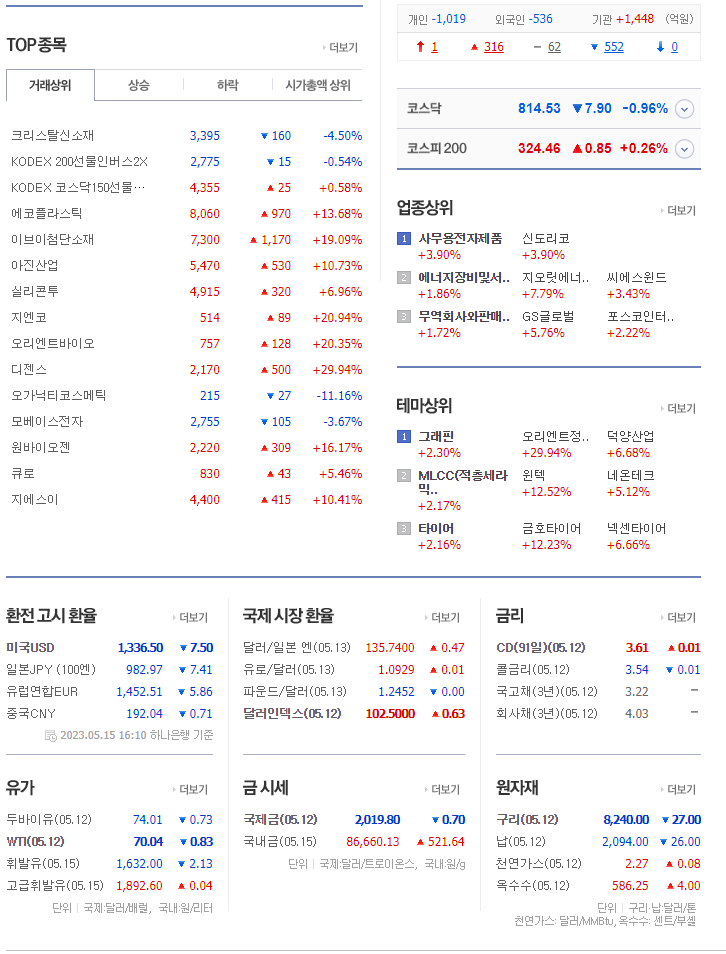 개인 -1,019 외국인 -536 기관 +1,448 (억원)
↑ 1 ▲ 316 − 62 ▼ 552 ↓ 0
TOP 종목 더보기
거래상위 상승 하락 시가총액 상위
크리스탈신소재 3,395 ▼ 160 -4.50%
KODEX 200선물인버스2X 2,775 ▼ 15 -0.54%
KODEX 코스닥150선물… 4,355 ▲ 25 +0.58%
에코플라스틱 8,060 ▲ 970 +13.68%
이브이첨단소재 7,300 ▲ 1,170 +19.09%
아진산업 5,470 ▲ 530 +10.73%
실리콘투 4,915 ▲ 320 +6.96%
지엔코 514 ▲ 89 +20.94%
오리엔트바이오 757 ▲ 128 +20.35%
디젠스 2,170 ▲ 500 +29.94%
오가닉티코스메틱 215 ▼ 27 -11.16%
모베이스전자 2,755 ▼ 105 -3.67%
원바이오젠 2,220 ▲ 309 +16.17%
큐로 830 ▲ 43 +5.46%
지에스이 4,400 ▲ 415 +10.41%
코스닥 814.53 ▼7.90 -0.96%
코스피200 324.46 ▲0.85 +0.26%
업종상위 더보기
1 사무용전자제품 신도리코
+3.90% +3.90%
2 에너지장비및서.. 지오릿에너.. 씨에스윈드
+1.86% +7.79% +3.43%
3 무역회사와판매.. GS글로벌 포스코인터..
+1.72% +5.76% +2.22%
테마상위 더보기
1 그래핀 오리엔트정.. 덕양산업
+2.30% +29.94% +6.68%
2 MLCC(적층세라 윈텍 네온테크
믹.. +12.52% +5.12%
+2.17%
3 타이어 금호타이어 넥센타이어
+2.16% +12.23% +6.66%
환전 고시 환율 더보기
미국USD 1,336.50 ▼ 7.50
일본JPY (100엔) 982.97 ▼ 7.41
유럽연합EUR 1,452.51 ▼ 5.86
중국CNY 192.04 ▼ 0.71
2023.05.15 16:10 하나은행 기준
국제 시장 환율 더보기
달러/일본 엔(05.13) 135.7400 ▲ 0.47
유로/달러(05.13) 1.0929 ▲ 0.01
파운드/달러(05.13) 1.2452 ▼ 0.00
달러인덱스(05.12) 102.5000 ▲ 0.63
금리 더보기
CD(91일)(05.12) 3.61 ▲ 0.01
콜금리(05.12) 3.54 ▼ 0.01
국고채(3년)(05.12) 3.22 −
회사채(3년)(05.12) 4.03 −
유가 더보기
두바이유(05.12) 74.01 ▼ 0.73
WTI(05.12) 70.04 ▼ 0.83
휘발유(05.15) 1,632.00 ▼ 2.13
고급휘발유(05.15) 1,892.60 ▲ 0.04
단위 | 국제:달러/배럴, 국내:원/리터
금 시세 더보기
국제금(05.12) 2,019.80 ▼ 0.70
국내금(05.15) 86,660.13 ▲ 521.64
단위 | 국제:달러/트로이온스, 국내:원/g
원자재 더보기
구리(05.12) 8,240.00 ▼ 27.00
납(05.12) 2,094.00 ▼ 26.00
천연가스(05.12) 2.27 ▲ 0.08
옥수수(05.12) 586.25 ▲ 4.00
단위 | 구리·납:달러/톤
천연가스: 달러/MMBtu, 옥수수: 센트/부셸